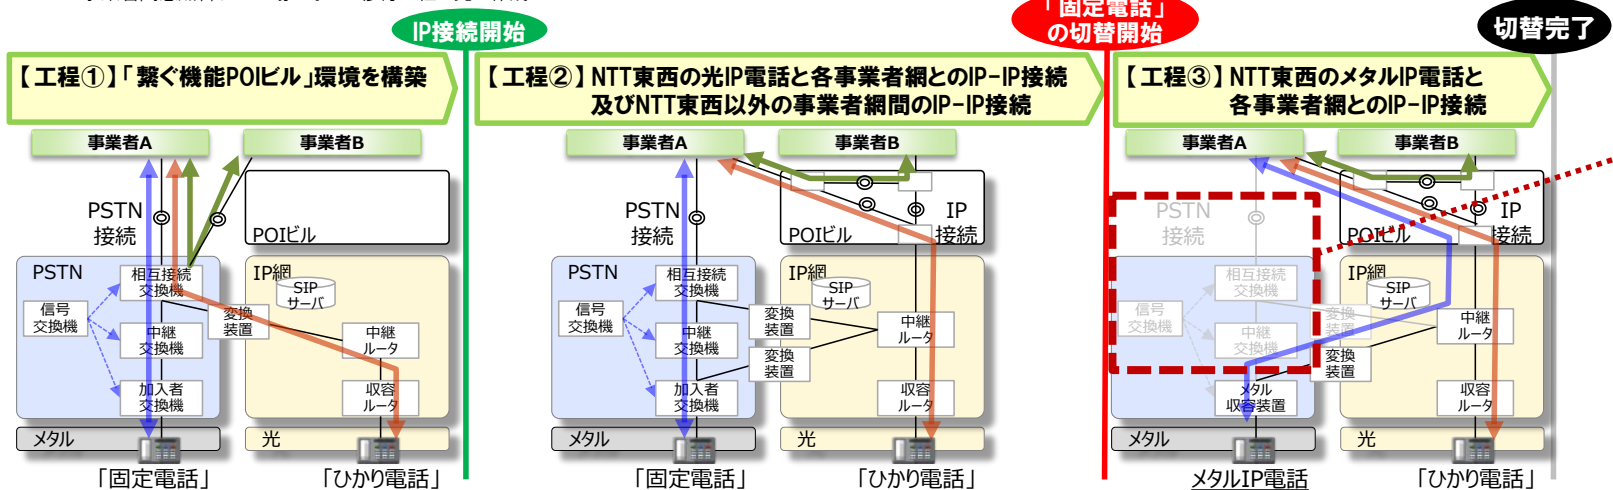 IP接続開始
「固定電話」
の切替開始
切替完了
【工程①】「繋ぐ機能POIビル」環境を構築
【工程②】NTT東西の光IP電話と各事業者網とのIP-IP接続
及びNTT東西以外の事業者網間のIP-IP接続
【工程③】NTT東西のメタルIP電話と
各事業者網とのIP-IP接続
事業者A
事業者B
PSTN
接続
POIビル
PSTN
相互接続
交換機
信号
交換機
中継
交換機
加入者
交換機
変換
装置
IP網
SIP
サーバ
中継
ルータ
収容
ルータ
メタル
光
「固定電話」
「ひかり電話」
事業者A
事業者B
PSTN
接続
POIビル
IP
接続
PSTN
相互接続
交換機
信号
交換機
中継
交換機
加入者
交換機
変換
装置
変換
装置
IP網
SIP
サーバ
中継
ルータ
収容
ルータ
メタル
光
「固定電話」
「ひかり電話」
事業者A
事業者B
PSTN
接続
POIビル
IP
接続
相互接続
交換機
信号
交換機
中継
交換機
変換
装置
変換
装置
メタル
収容装置
IP網
SIP
サーバ
中継
ルータ
収容
ルータ
メタル
光
メタルIP電話
「ひかり電話」